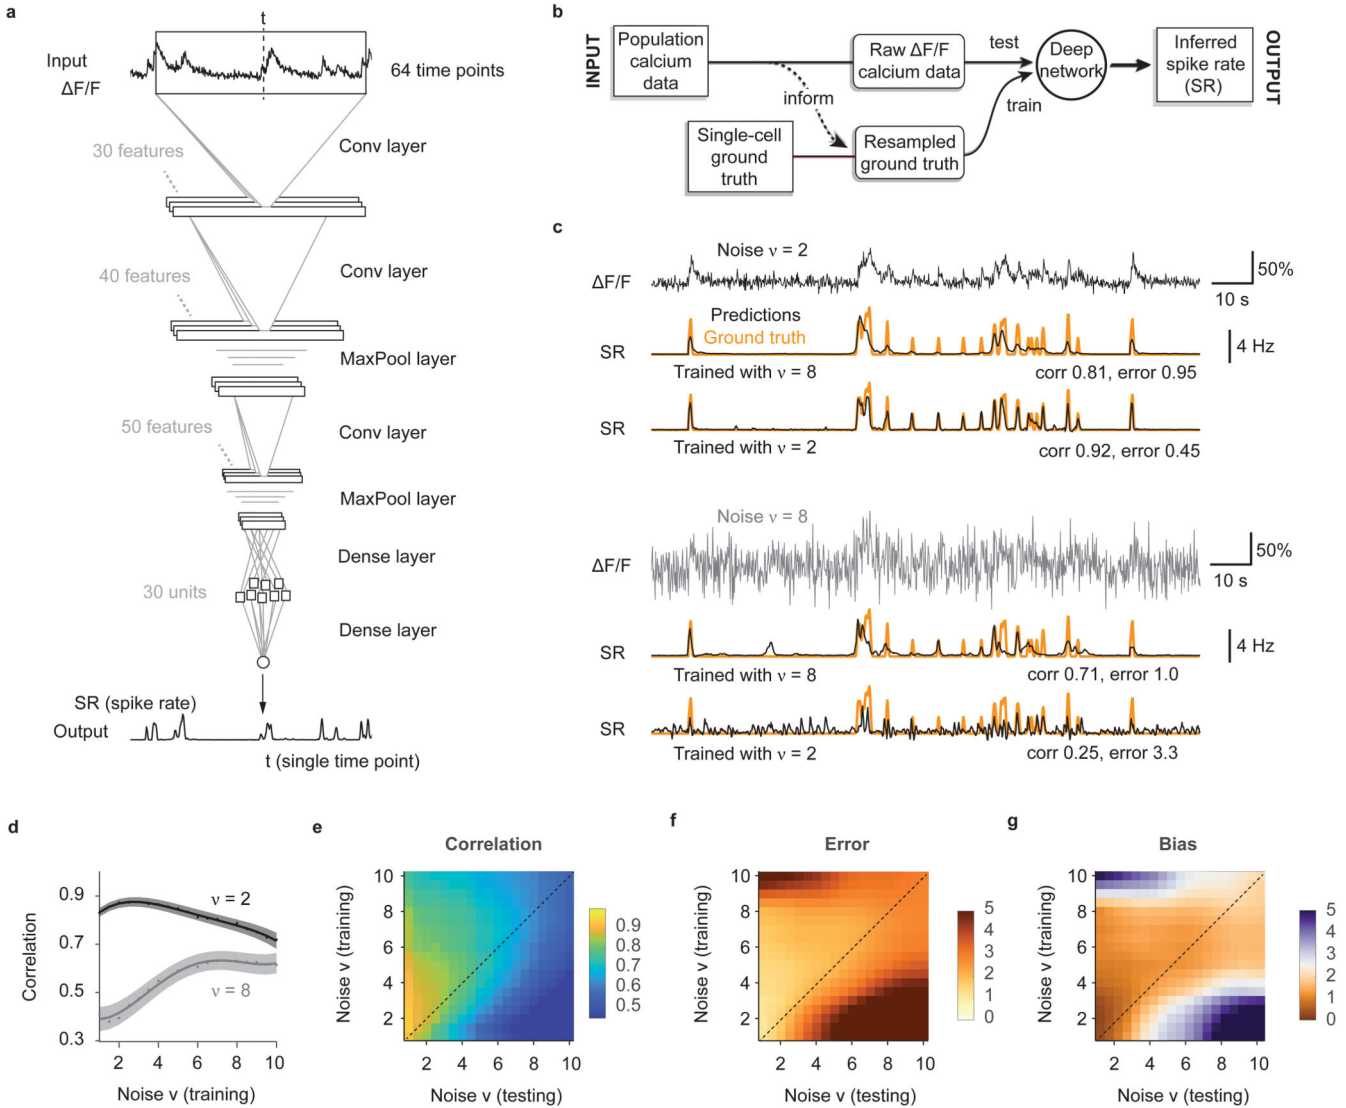 a
t
Input
ΔF/F
64 time points
Conv layer
30 features
Conv layer
40 features
MaxPool layer
50 features
Conv layer
MaxPool layer
Dense layer
30 units
Dense layer
SR (spike rate)
Output
t (single time point)
b
INPUT
Population
calcium
data
Raw ΔF/F
calcium data
test
Deep
network
Inferred
spike rate
(SR)
OUTPUT
inform
train
Single-cell
ground
truth
Resampled
ground truth
c
Noise ν = 2
ΔF/F
50%
10 s
Predictions
Ground truth
SR
4 Hz
Trained with ν = 8
corr 0.81, error 0.95
SR
Trained with ν = 2
corr 0.92, error 0.45
Noise ν = 8
ΔF/F
50%
10 s
SR
4 Hz
Trained with ν = 8
corr 0.71, error 1.0
SR
Trained with ν = 2
corr 0.25, error 3.3
d
Correlation
0.9
0.7
0.5
0.3
ν = 2
ν = 8
2 4 6 8 10
Noise ν (training)
e
Correlation
Noise ν (training)
10
8
6
4
2
2 4 6 8 10
Noise ν (testing)
0.9
0.8
0.7
0.6
0.5
f
Error
Noise ν (training)
10
8
6
4
2
2 4 6 8 10
Noise ν (testing)
5
4
3
2
1
0
g
Bias
Noise ν (training)
10
8
6
4
2
2 4 6 8 10
Noise ν (testing)
5
4
3
2
1
0